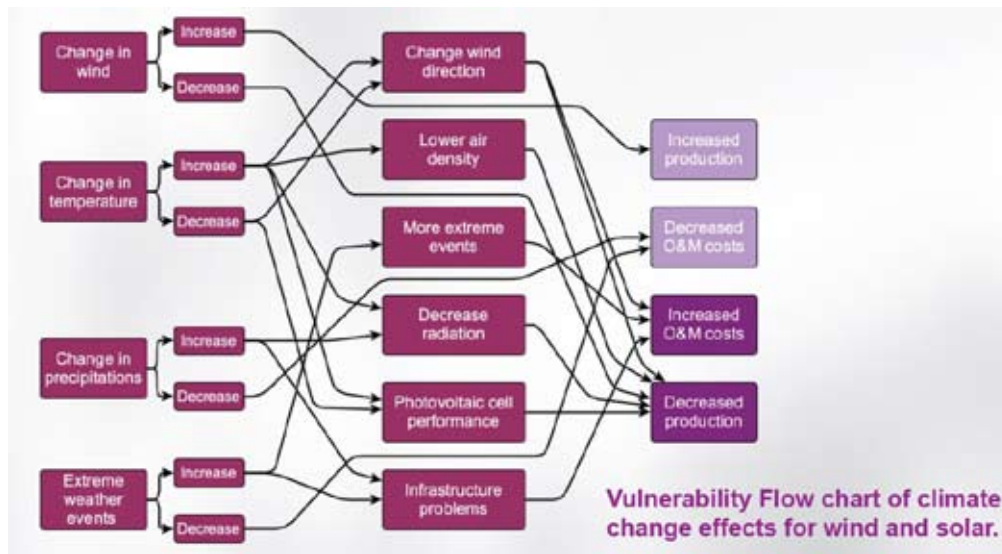 Change in
wind
Increase
Decrease
Change in
temperature
Increase
Decrease
Change in
precipitations
Increase
Decrease
Extreme
weather
events
Increase
Decrease
Change wind
direction
Lower air
density
More extreme
events
Decrease
radiation
Photovoltaic cell
performance
Infrastructure
problems
Increased
production
Decreased
O&M costs
Increased
O&M costs
Decreased
production
Vulnerability Flow chart of climate
change effects for wind and solar.